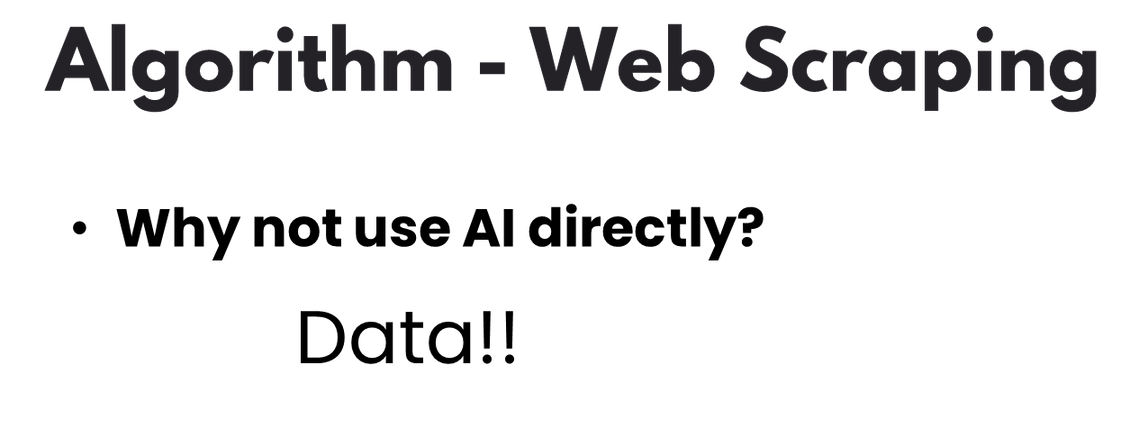 Algorithm - Web Scraping
• Why not use AI directly?
Data!!